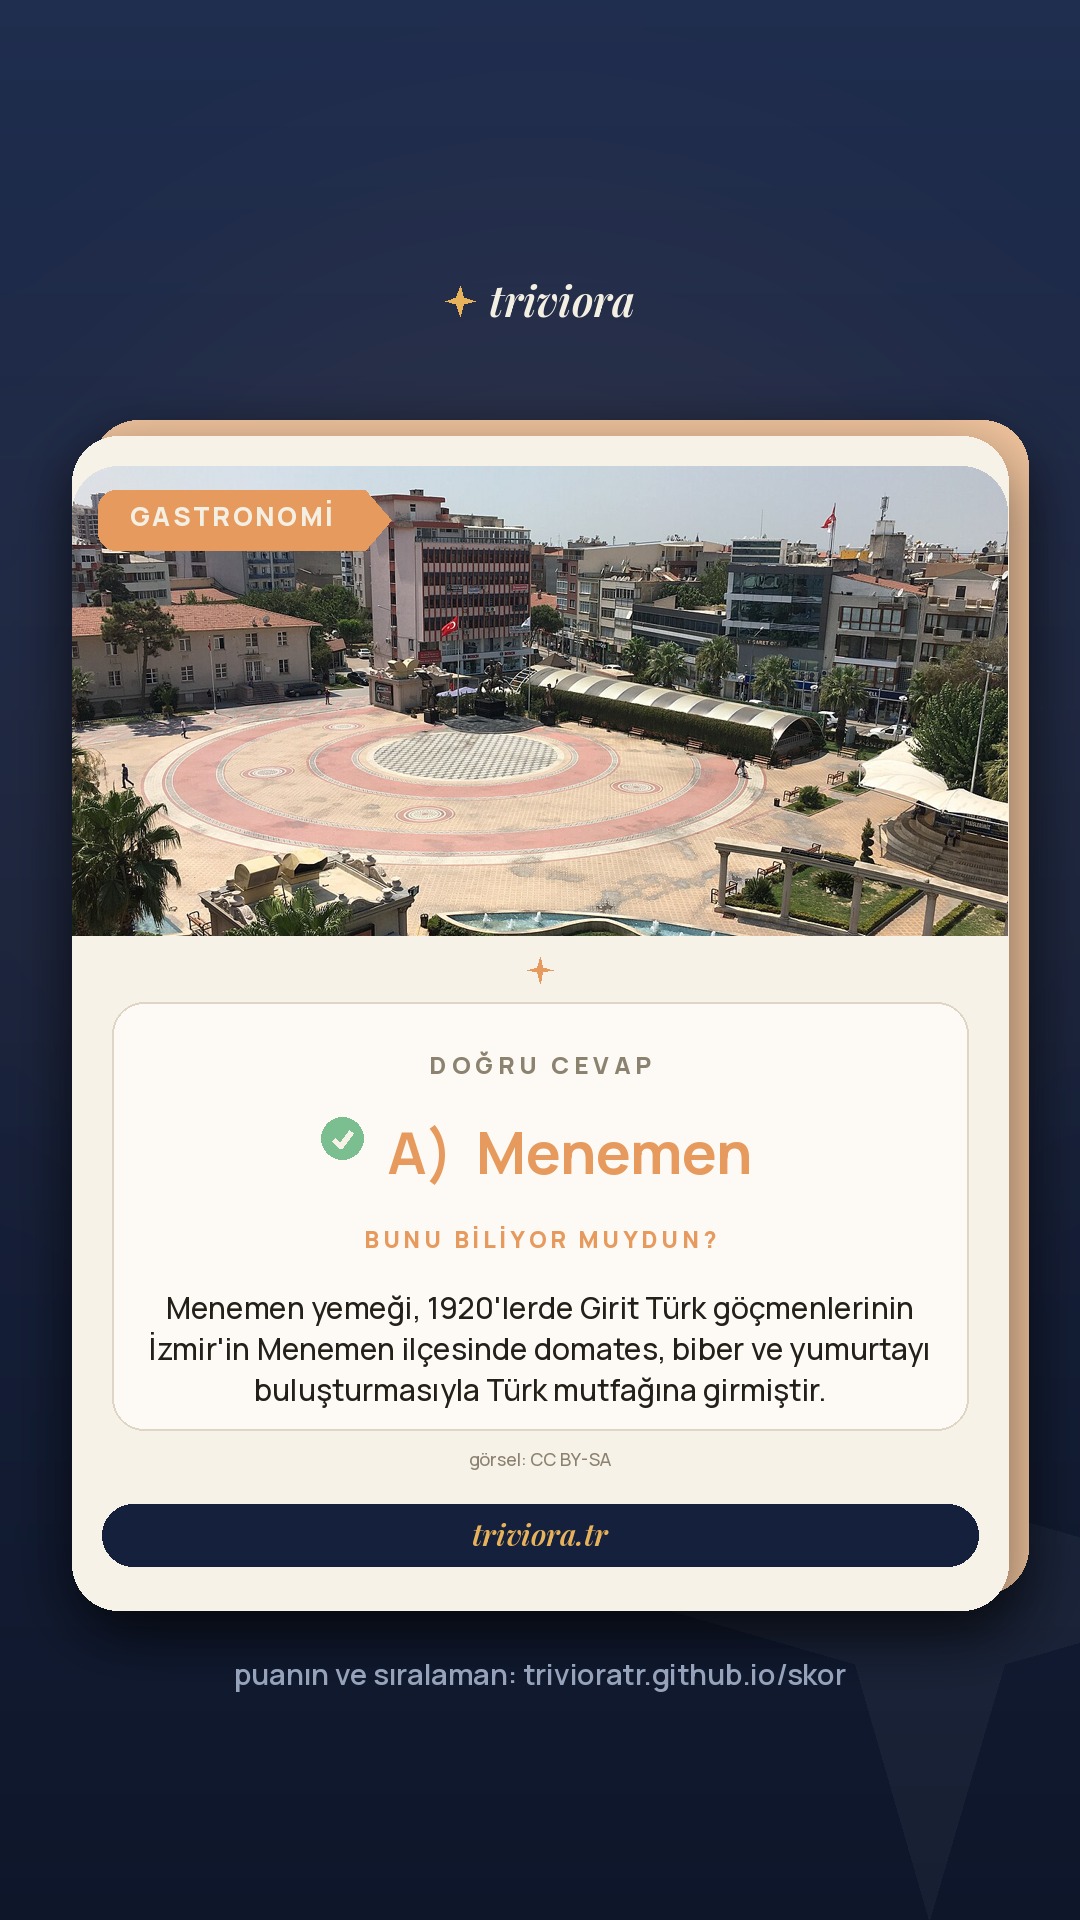 triviora
GASTRONOMİ
DOĞRU CEVAP
A) Menemen
BUNU BİLİYOR MUYDUN?
Menemen yemeği, 1920'lerde Girit Türk göçmenlerinin
İzmir'in Menemen ilçesinde domates, biber ve yumurtayı
buluşturmasıyla Türk mutfağına girmiştir.
görsel: CC BY-SA
triviora.tr
puanın ve sıralaman: trivioratr.github.io/skor